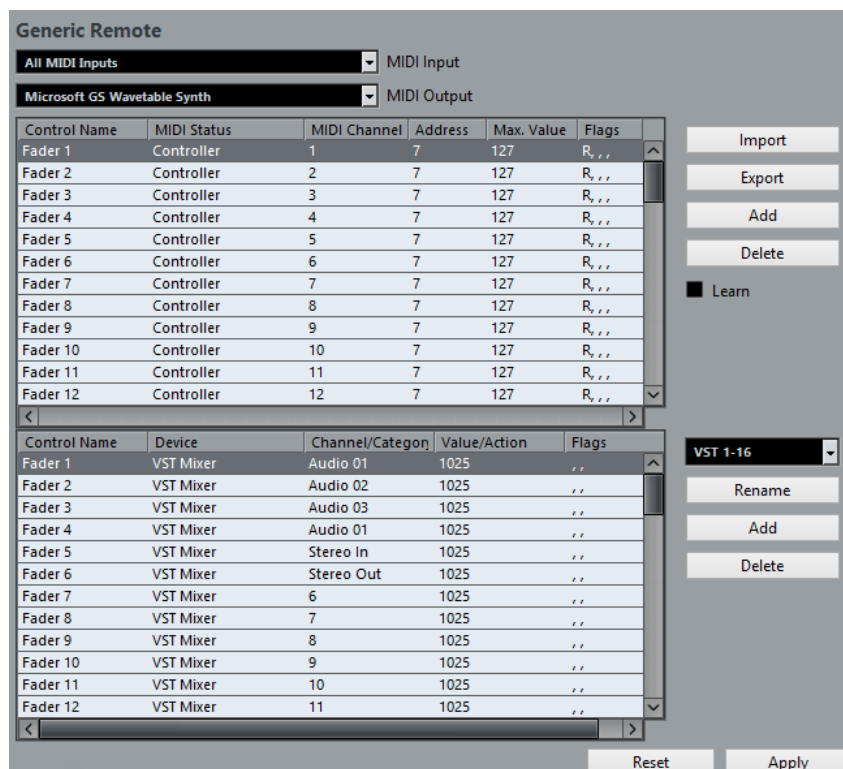 Generic Remote
All MIDI Inputs MIDI Input
Microsoft GS Wavetable Synth MIDI Output
Control Name MIDI Status MIDI Channel Address Max. Value Flags
Fader 1 Controller 1 7 127 R, , ,
Fader 2 Controller 2 7 127 R, , ,
Fader 3 Controller 3 7 127 R, , ,
Fader 4 Controller 4 7 127 R, , ,
Fader 5 Controller 5 7 127 R, , ,
Fader 6 Controller 6 7 127 R, , ,
Fader 7 Controller 7 7 127 R, , ,
Fader 8 Controller 8 7 127 R, , ,
Fader 9 Controller 9 7 127 R, , ,
Fader 10 Controller 10 7 127 R, , ,
Fader 11 Controller 11 7 127 R, , ,
Fader 12 Controller 12 7 127 R, , ,
Import
Export
Add
Delete
Learn
Control Name Device Channel/Category Value/Action Flags
Fader 1 VST Mixer Audio 01 1025 , ,
Fader 2 VST Mixer Audio 02 1025 , ,
Fader 3 VST Mixer Audio 03 1025 , ,
Fader 4 VST Mixer Audio 01 1025 , ,
Fader 5 VST Mixer Stereo In 1025 , ,
Fader 6 VST Mixer Stereo Out 1025 , ,
Fader 7 VST Mixer 6 1025 , ,
Fader 8 VST Mixer 7 1025 , ,
Fader 9 VST Mixer 8 1025 , ,
Fader 10 VST Mixer 9 1025 , ,
Fader 11 VST Mixer 10 1025 , ,
Fader 12 VST Mixer 11 1025 , ,
VST 1-16
Rename
Add
Delete
Reset Apply